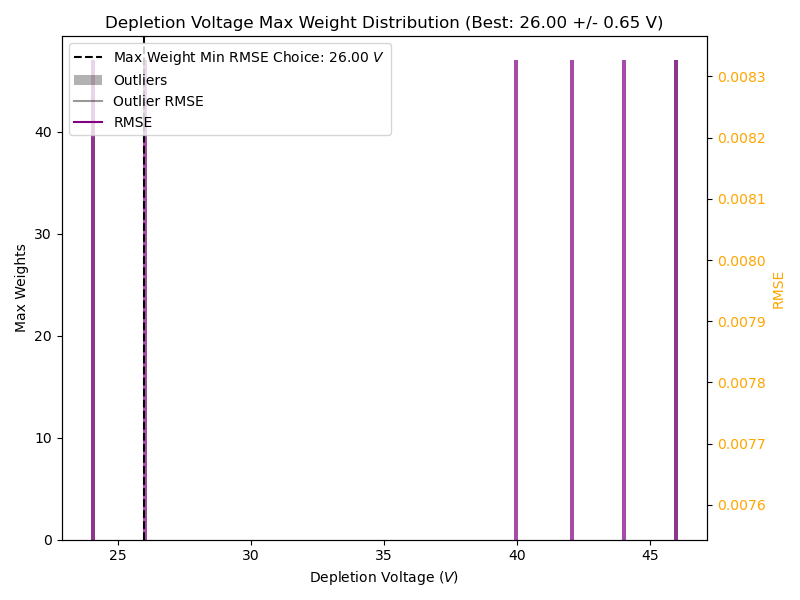 Depletion Voltage Max Weight Distribution (Best: 26.00 +/- 0.65 V)
Max Weight Min RMSE Choice: 26.00 V
Outliers
Outlier RMSE
RMSE
Max Weights
40
30
20
10
0
0.0083
0.0082
0.0081
0.0080
0.0079
0.0078
0.0077
0.0076
RMSE
25 30 35 40 45
Depletion Voltage (V)